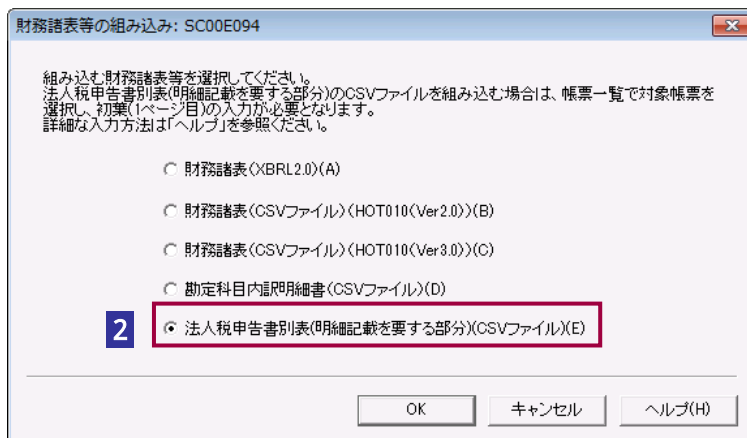 財務諸表等の組み込み: SC00E094
組み込む財務諸表等を選択してください。
法人税申告書別表(明細記載を要する部分)のCSVファイルを組み込む場合は、帳票一覧で対象帳票を
選択し、初葉(1ページ目)の入力が必要となります。
詳細な入力方法は「ヘルプ」を参照ください。
財務諸表(XBRL2.0)(A)
財務諸表(CSVファイル)(HOT010(Ver2.0))(B)
財務諸表(CSVファイル)(HOT010(Ver3.0))(C)
勘定科目内訳明細書(CSVファイル)(D)
2 法人税申告書別表(明細記載を要する部分)(CSVファイル)(E)
OK キャンセル ヘルプ(H)